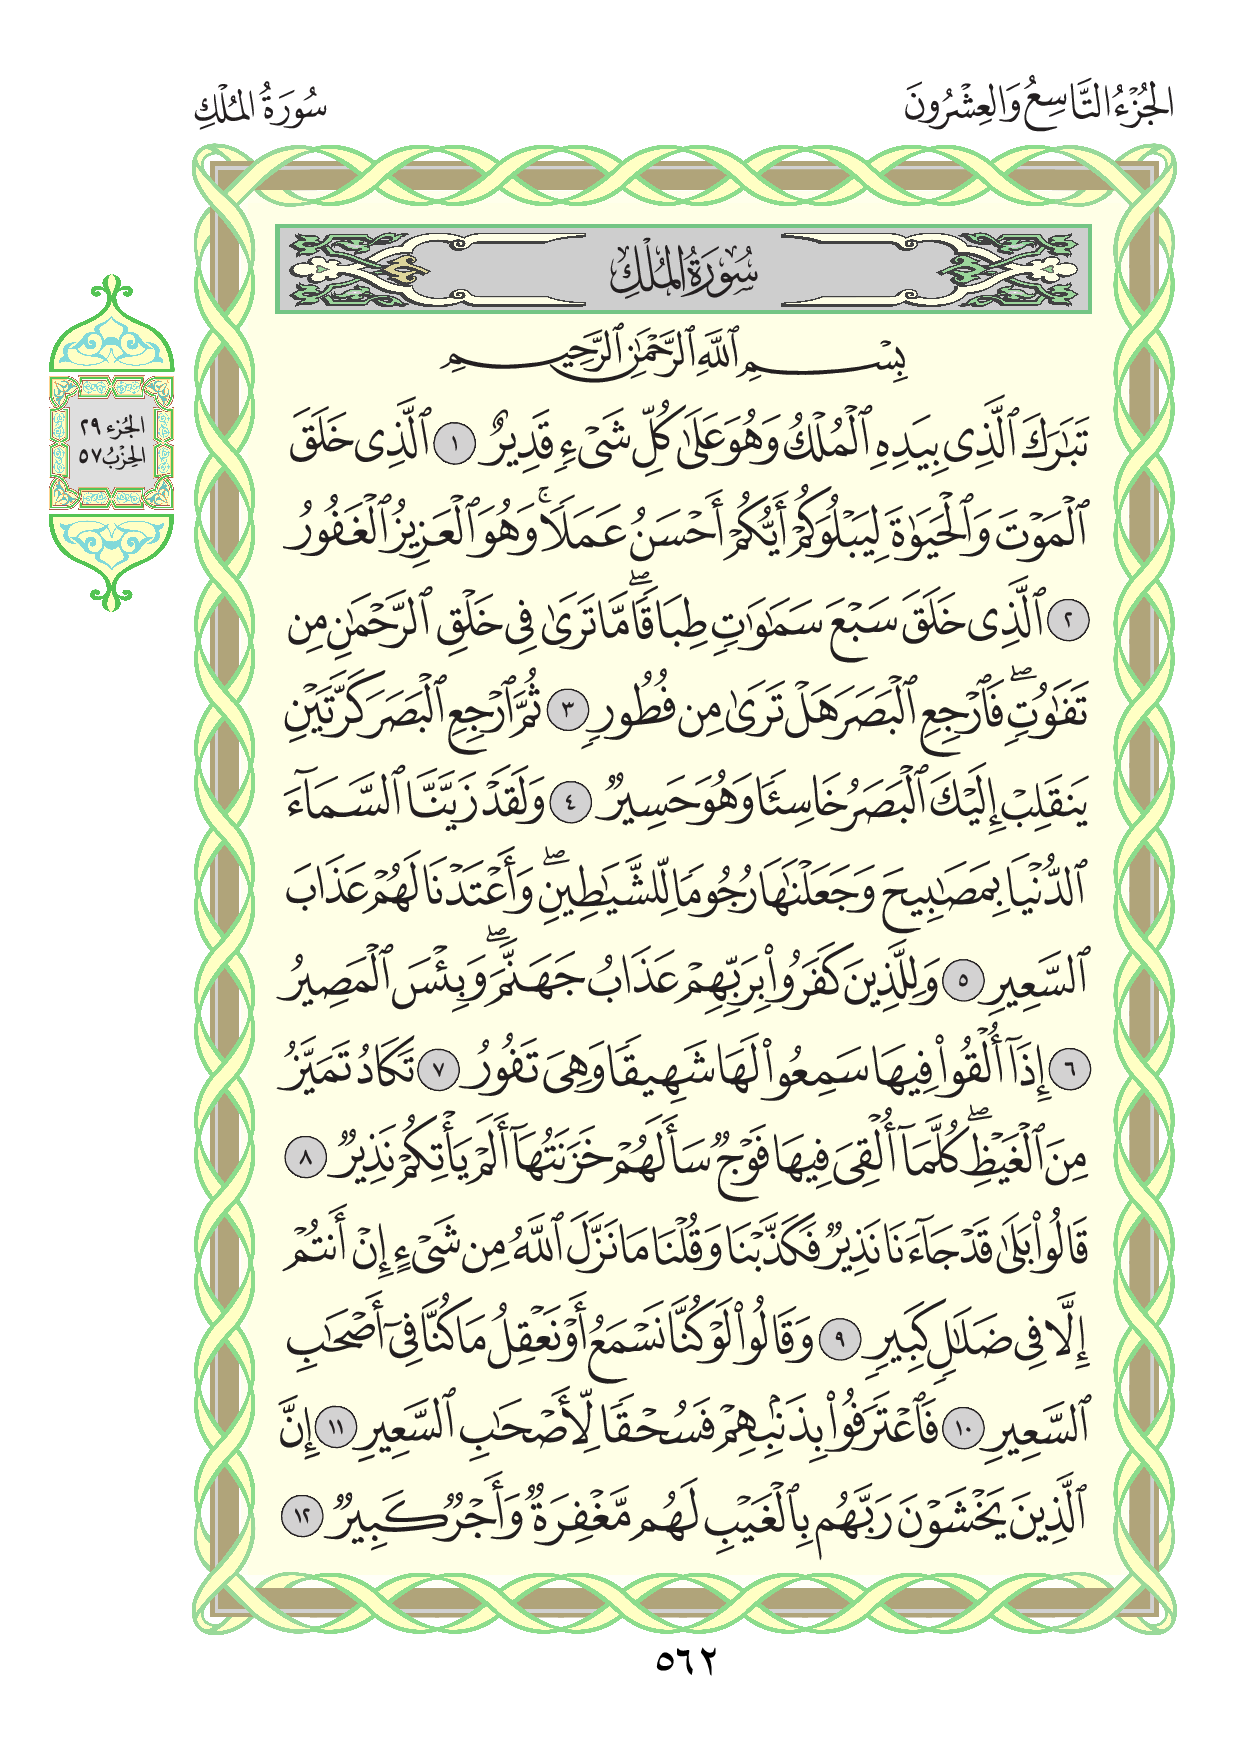 الجُزْءُ التَّاسِعُ وَالعِشْرُونَ
سُورَةُ المُلْكِ
سُورَةُ المُلْكِ
الجُزء ٢٩
الحِزْبُ ٥٧
بِسْمِ ٱللَّهِ ٱلرَّحْمَٰنِ ٱلرَّحِيمِ
تَبَٰرَكَ ٱلَّذِى بِيَدِهِ ٱلْمُلْكُ وَهُوَ عَلَىٰ كُلِّ شَىْءٍ قَدِيرٌ ١ ٱلَّذِى خَلَقَ
ٱلْمَوْتَ وَٱلْحَيَوٰةَ لِيَبْلُوَكُمْ أَيُّكُمْ أَحْسَنُ عَمَلًا ۚ وَهُوَ ٱلْعَزِيزُ ٱلْغَفُورُ
٢ ٱلَّذِى خَلَقَ سَبْعَ سَمَٰوَٰتٍ طِبَاقًا ۖ مَّا تَرَىٰ فِى خَلْقِ ٱلرَّحْمَٰنِ مِن
تَفَٰوُتٍ ۖ فَٱرْجِعِ ٱلْبَصَرَ هَلْ تَرَىٰ مِن فُطُورٍ ٣ ثُمَّ ٱرْجِعِ ٱلْبَصَرَ كَرَّتَيْنِ
يَنقَلِبْ إِلَيْكَ ٱلْبَصَرُ خَاسِئًا وَهُوَ حَسِيرٌ ٤ وَلَقَدْ زَيَّنَّا ٱلسَّمَآءَ
ٱلدُّنْيَا بِمَصَٰبِيحَ وَجَعَلْنَٰهَا رُجُومًا لِّلشَّيَٰطِينِ ۖ وَأَعْتَدْنَا لَهُمْ عَذَابَ
ٱلسَّعِيرِ ٥ وَلِلَّذِينَ كَفَرُوا۟ بِرَبِّهِمْ عَذَابُ جَهَنَّمَ ۖ وَبِئْسَ ٱلْمَصِيرُ
٦ إِذَآ أُلْقُوا۟ فِيهَا سَمِعُوا۟ لَهَا شَهِيقًا وَهِىَ تَفُورُ ٧ تَكَادُ تَمَيَّزُ
مِنَ ٱلْغَيْظِ ۖ كُلَّمَآ أُلْقِىَ فِيهَا فَوْجٌ سَأَلَهُمْ خَزَنَتُهَآ أَلَمْ يَأْتِكُمْ نَذِيرٌ ٨
قَالُوا۟ بَلَىٰ قَدْ جَآءَنَا نَذِيرٌ فَكَذَّبْنَا وَقُلْنَا مَا نَزَّلَ ٱللَّهُ مِن شَىْءٍ إِنْ أَنتُمْ
إِلَّا فِى ضَلَٰلٍ كَبِيرٍ ٩ وَقَالُوا۟ لَوْ كُنَّا نَسْمَعُ أَوْ نَعْقِلُ مَا كُنَّا فِىٓ أَصْحَٰبِ
ٱلسَّعِيرِ ١٠ فَٱعْتَرَفُوا۟ بِذَنۢبِهِمْ فَسُحْقًا لِّأَصْحَٰبِ ٱلسَّعِيرِ ١١ إِنَّ
ٱلَّذِينَ يَخْشَوْنَ رَبَّهُم بِٱلْغَيْبِ لَهُم مَّغْفِرَةٌ وَأَجْرٌ كَبِيرٌ ١٢
٥٦٢